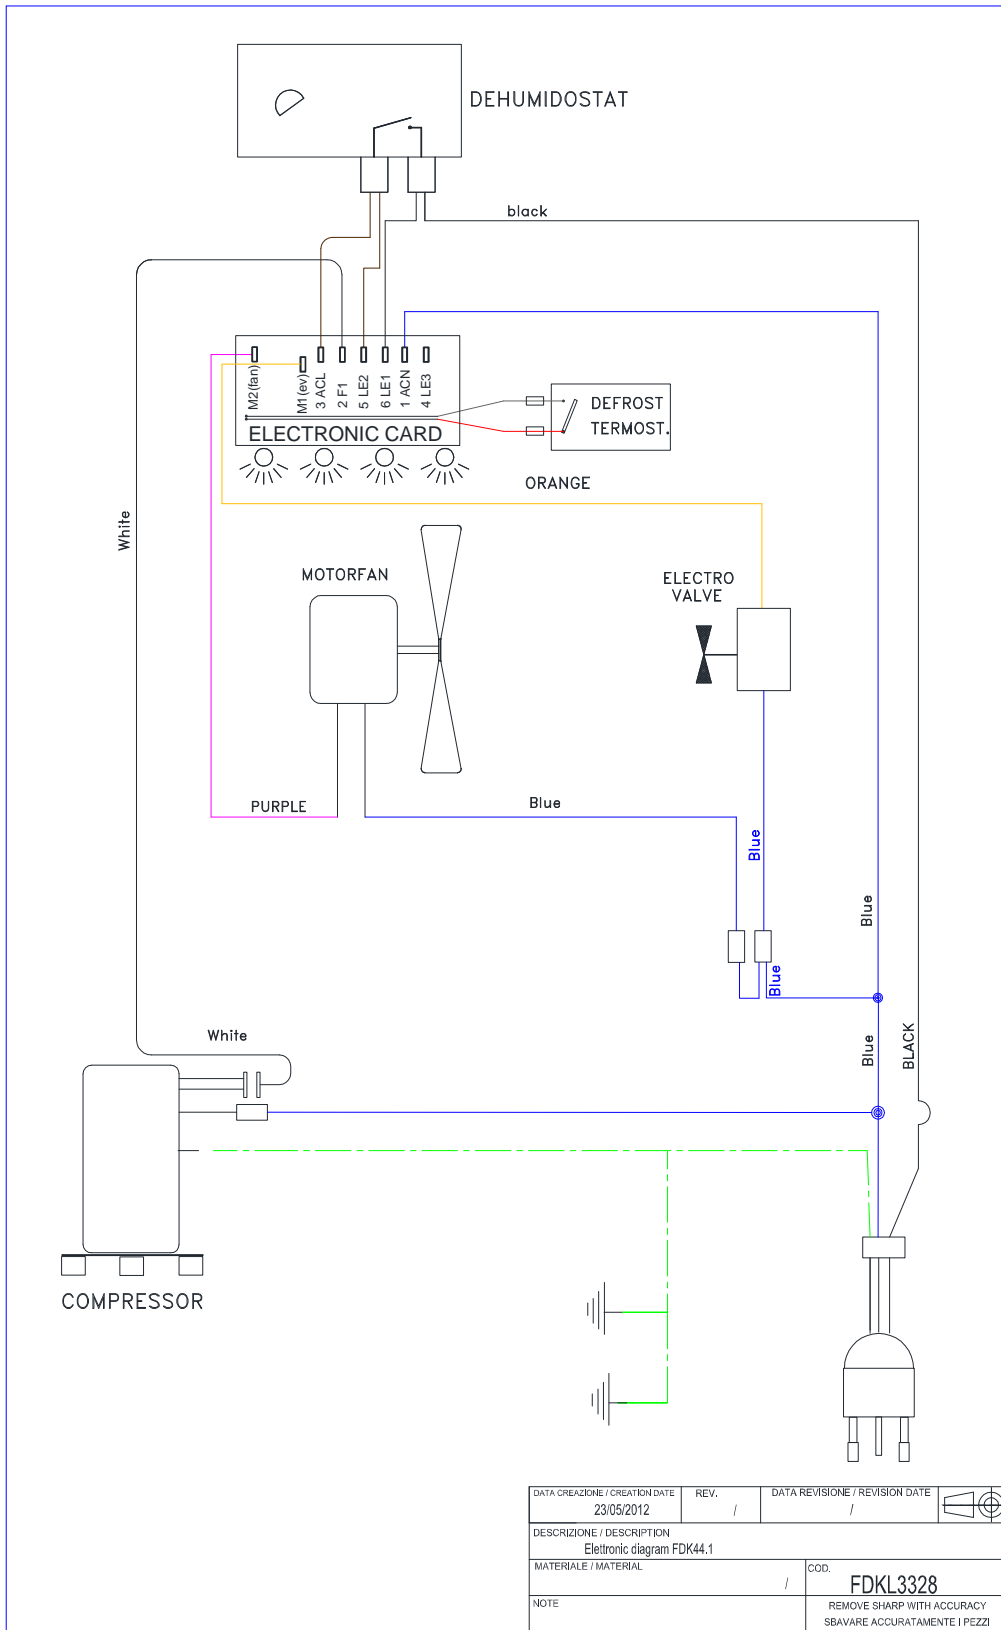 DEHUMIDOSTAT
black
M2(fan)
M1(ev)
3 ACL
2 F1
5 LE2
6 LE1
1 ACN
4 LE3
ELECTRONIC CARD
DEFROST
TERMOST.
ORANGE
White
MOTORFAN
ELECTRO
VALVE
PURPLE
Blue
Blue
Blue
Blue
White
Blue
BLACK
COMPRESSOR
DATA CREAZIONE / CREATION DATE
23/05/2012
REV.
/
DATA REVISIONE / REVISION DATE
/
DESCRIZIONE / DESCRIPTION
Elettronic diagram FDK44.1
MATERIALE / MATERIAL
/
COD.
FDKL3328
NOTE
REMOVE SHARP WITH ACCURACY
SBAVARE ACCURATAMENTE I PEZZI